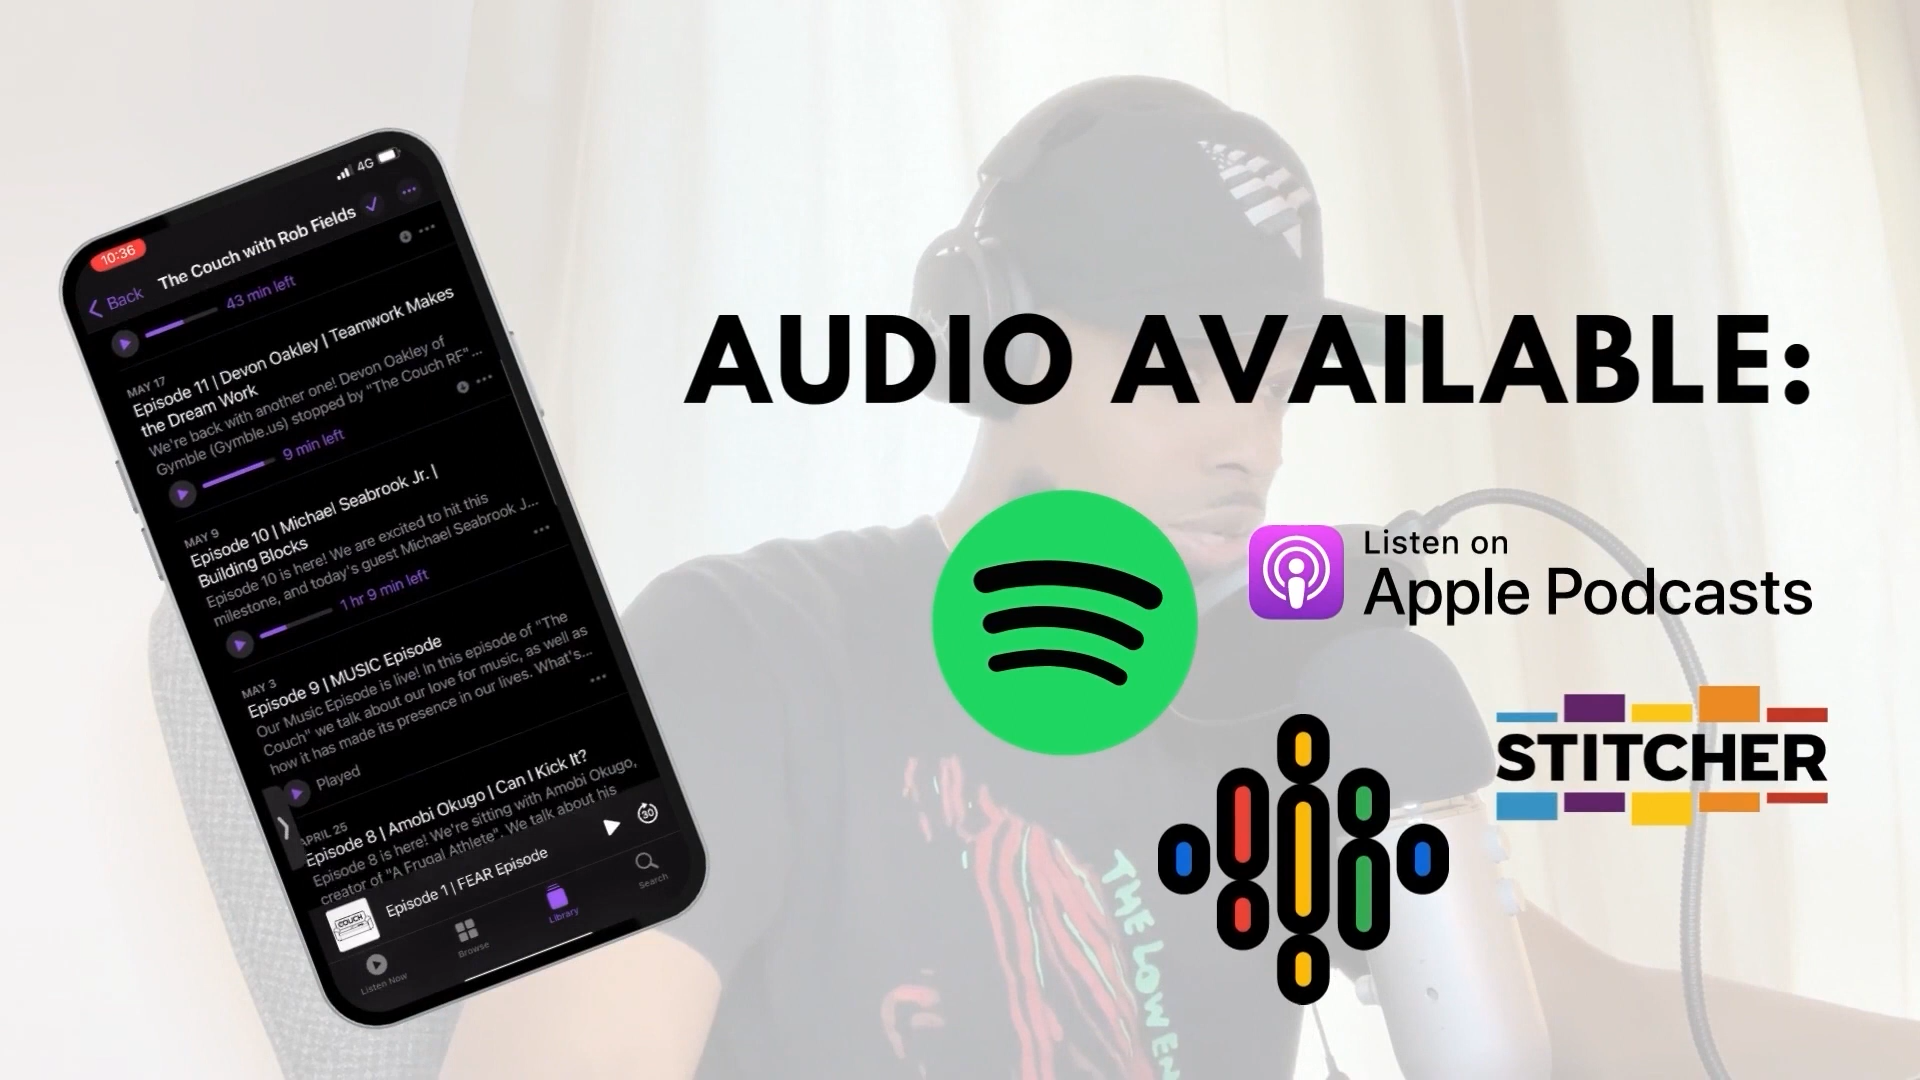 10:36
4G
Back
The Couch with Rob Fields
43 min left
MAY 17
Episode 11 | Devon Oakley | Teamwork Makes
the Dream Work
We're back with another one! Devon Oakley of
Gymble (Gymble.us) stopped by "The Couch RF"...
9 min left
MAY 9
Episode 10 | Michael Seabrook Jr. |
Building Blocks
Episode 10 is here! We are excited to hit this
milestone, and today's guest Michael Seabrook J...
1 hr 9 min left
MAY 3
Episode 9 | MUSIC Episode
Our Music Episode is live! In this episode of "The
Couch" we talk about our love for music, as well as
how it has made its presence in our lives. What's...
Played
APRIL 25
Episode 8 | Amobi Okugo | Can I Kick It?
Episode 8 is here! We're sitting with Amobi Okugo,
creator of "A Frugal Athlete". We talk about his
COUCH
Episode 1 | FEAR Episode
30
Listen Now
Browse
Library
Search
AUDIO AVAILABLE:
Listen on
Apple Podcasts
STITCHER
THE LOW EN